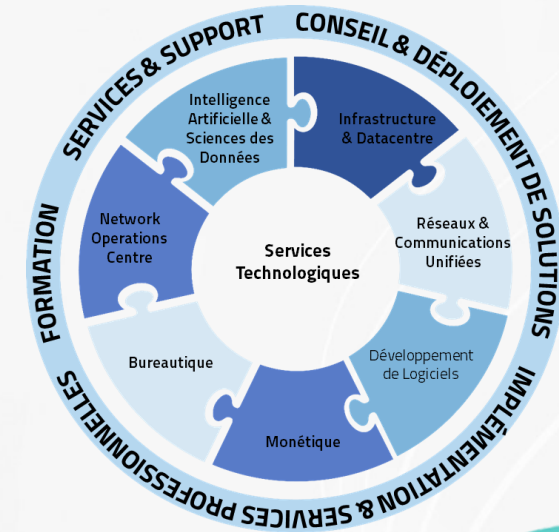 SERVICES & SUPPORT
CONSEIL & DÉPLOIEMENT DE SOLUTIONS
IMPLÉMENTATION & SERVICES PROFESSIONNELLES
FORMATION
Intelligence
Artificielle &
Sciences des
Données
Infrastructure
& Datacentre
Réseaux &
Communications
Unifiées
Développement
de Logiciels
Monétique
Bureautique
Network
Operations
Centre
Services
Technologiques